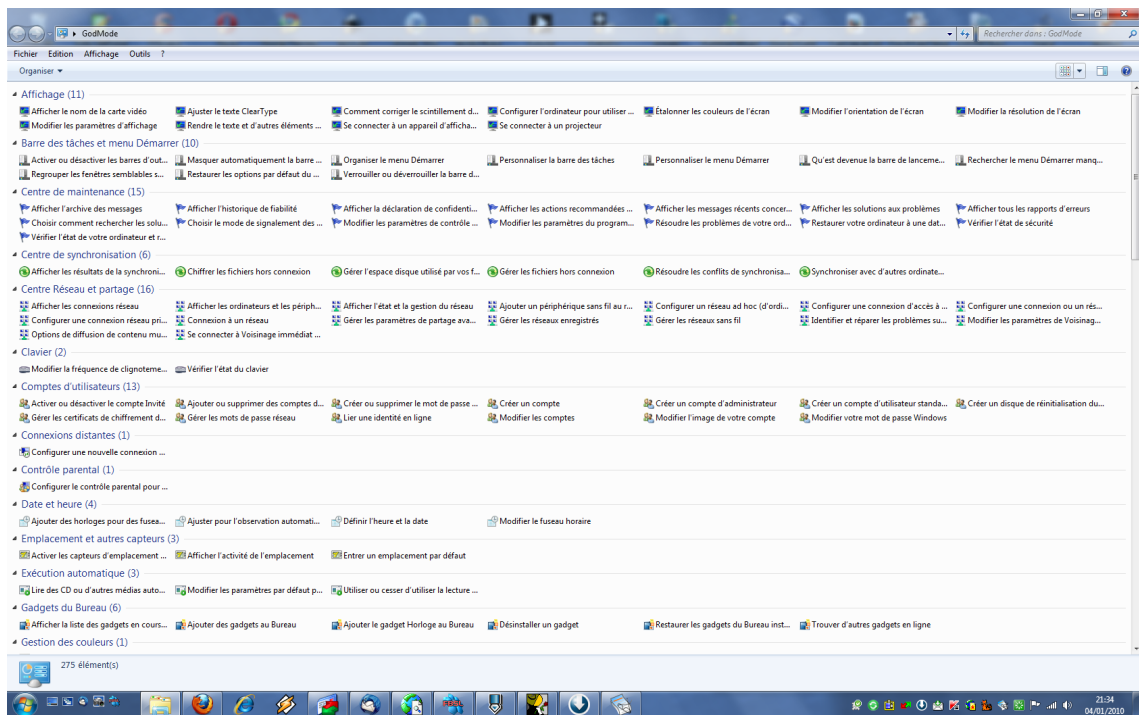 GodMode
Rechercher dans : GodMode
Fichier Edition Affichage Outils ?
Organiser
Affichage (11)
Afficher le nom de la carte vidéo Ajuster le texte ClearType Comment corriger le scintillement d... Configurer l'ordinateur pour utiliser ... Étalonner les couleurs de l'écran Modifier l'orientation de l'écran Modifier la résolution de l'écran
Modifier les paramètres d'affichage Rendre le texte et d'autres éléments ... Se connecter à un appareil d'afficha... Se connecter à un projecteur
Barre des tâches et menu Démarrer (10)
Activer ou désactiver les barres d'out... Masquer automatiquement la barre ... Organiser le menu Démarrer Personnaliser la barre des tâches Personnaliser le menu Démarrer Qu'est devenue la barre de lanceme... Rechercher le menu Démarrer manq...
Regrouper les fenêtres semblables s... Restaurer les options par défaut du ... Verrouiller ou déverrouiller la barre d...
Centre de maintenance (15)
Afficher l'archive des messages Afficher l'historique de fiabilité Afficher la déclaration de confidenti... Afficher les actions recommandées ... Afficher les messages récents concer... Afficher les solutions aux problèmes Afficher tous les rapports d'erreurs
Choisir comment rechercher les solu... Choisir le mode de signalement des ... Modifier les paramètres de contrôle ... Modifier les paramètres du program... Résoudre les problèmes de votre ord... Restaurer votre ordinateur à une dat... Vérifier l'état de sécurité
Vérifier l'état de votre ordinateur et r...
Centre de synchronisation (6)
Afficher les résultats de la synchroni... Chiffrer les fichiers hors connexion Gérer l'espace disque utilisé par vos f... Gérer les fichiers hors connexion Résoudre les conflits de synchronisa... Synchroniser avec d'autres ordinate...
Centre Réseau et partage (16)
Afficher les connexions réseau Afficher les ordinateurs et les périph... Afficher l'état et la gestion du réseau Ajouter un périphérique sans fil au r... Configurer un réseau ad hoc (d'ordi... Configurer une connexion d'accès à ... Configurer une connexion ou un rés...
Configurer une connexion réseau pri... Connexion à un réseau Gérer les paramètres de partage ava... Gérer les réseaux enregistrés Gérer les réseaux sans fil Identifier et réparer les problèmes su... Modifier les paramètres de Voisinag...
Options de diffusion de contenu mu... Se connecter à Voisinage immédiat ...
Clavier (2)
Modifier la fréquence de clignoteme... Vérifier l'état du clavier
Comptes d'utilisateurs (13)
Activer ou désactiver le compte Invité Ajouter ou supprimer des comptes d... Créer ou supprimer le mot de passe ... Créer un compte Créer un compte d'administrateur Créer un compte d'utilisateur standa... Créer un disque de réinitialisation du...
Gérer les certificats de chiffrement d... Gérer les mots de passe réseau Lier une identité en ligne Modifier les comptes Modifier l'image de votre compte Modifier votre mot de passe Windows
Connexions distantes (1)
Configurer une nouvelle connexion ...
Contrôle parental (1)
Configurer le contrôle parental pour ...
Date et heure (4)
Ajouter des horloges pour des fusea... Ajuster pour l'observation automati... Définir l'heure et la date Modifier le fuseau horaire
Emplacement et autres capteurs (3)
Activer les capteurs d'emplacement ... Afficher l'activité de l'emplacement Entrer un emplacement par défaut
Exécution automatique (3)
Lire des CD ou d'autres médias auto... Modifier les paramètres par défaut p... Utiliser ou cesser d'utiliser la lecture ...
Gadgets du Bureau (6)
Afficher la liste des gadgets en cours... Ajouter des gadgets au Bureau Ajouter le gadget Horloge au Bureau Désinstaller un gadget Restaurer les gadgets du Bureau inst... Trouver d'autres gadgets en ligne
Gestion des couleurs (1)
275 élément(s)
21:34
04/01/2010